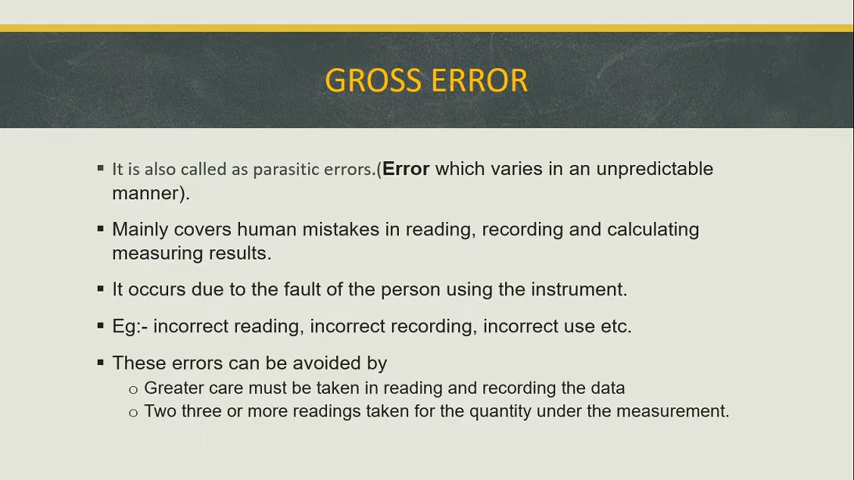 GROSS ERROR
▪ It is also called as parasitic errors.(Error which varies in an unpredictable
manner).
▪ Mainly covers human mistakes in reading, recording and calculating
measuring results.
▪ It occurs due to the fault of the person using the instrument.
▪ Eg:- incorrect reading, incorrect recording, incorrect use etc.
▪ These errors can be avoided by
o Greater care must be taken in reading and recording the data
o Two three or more readings taken for the quantity under the measurement.